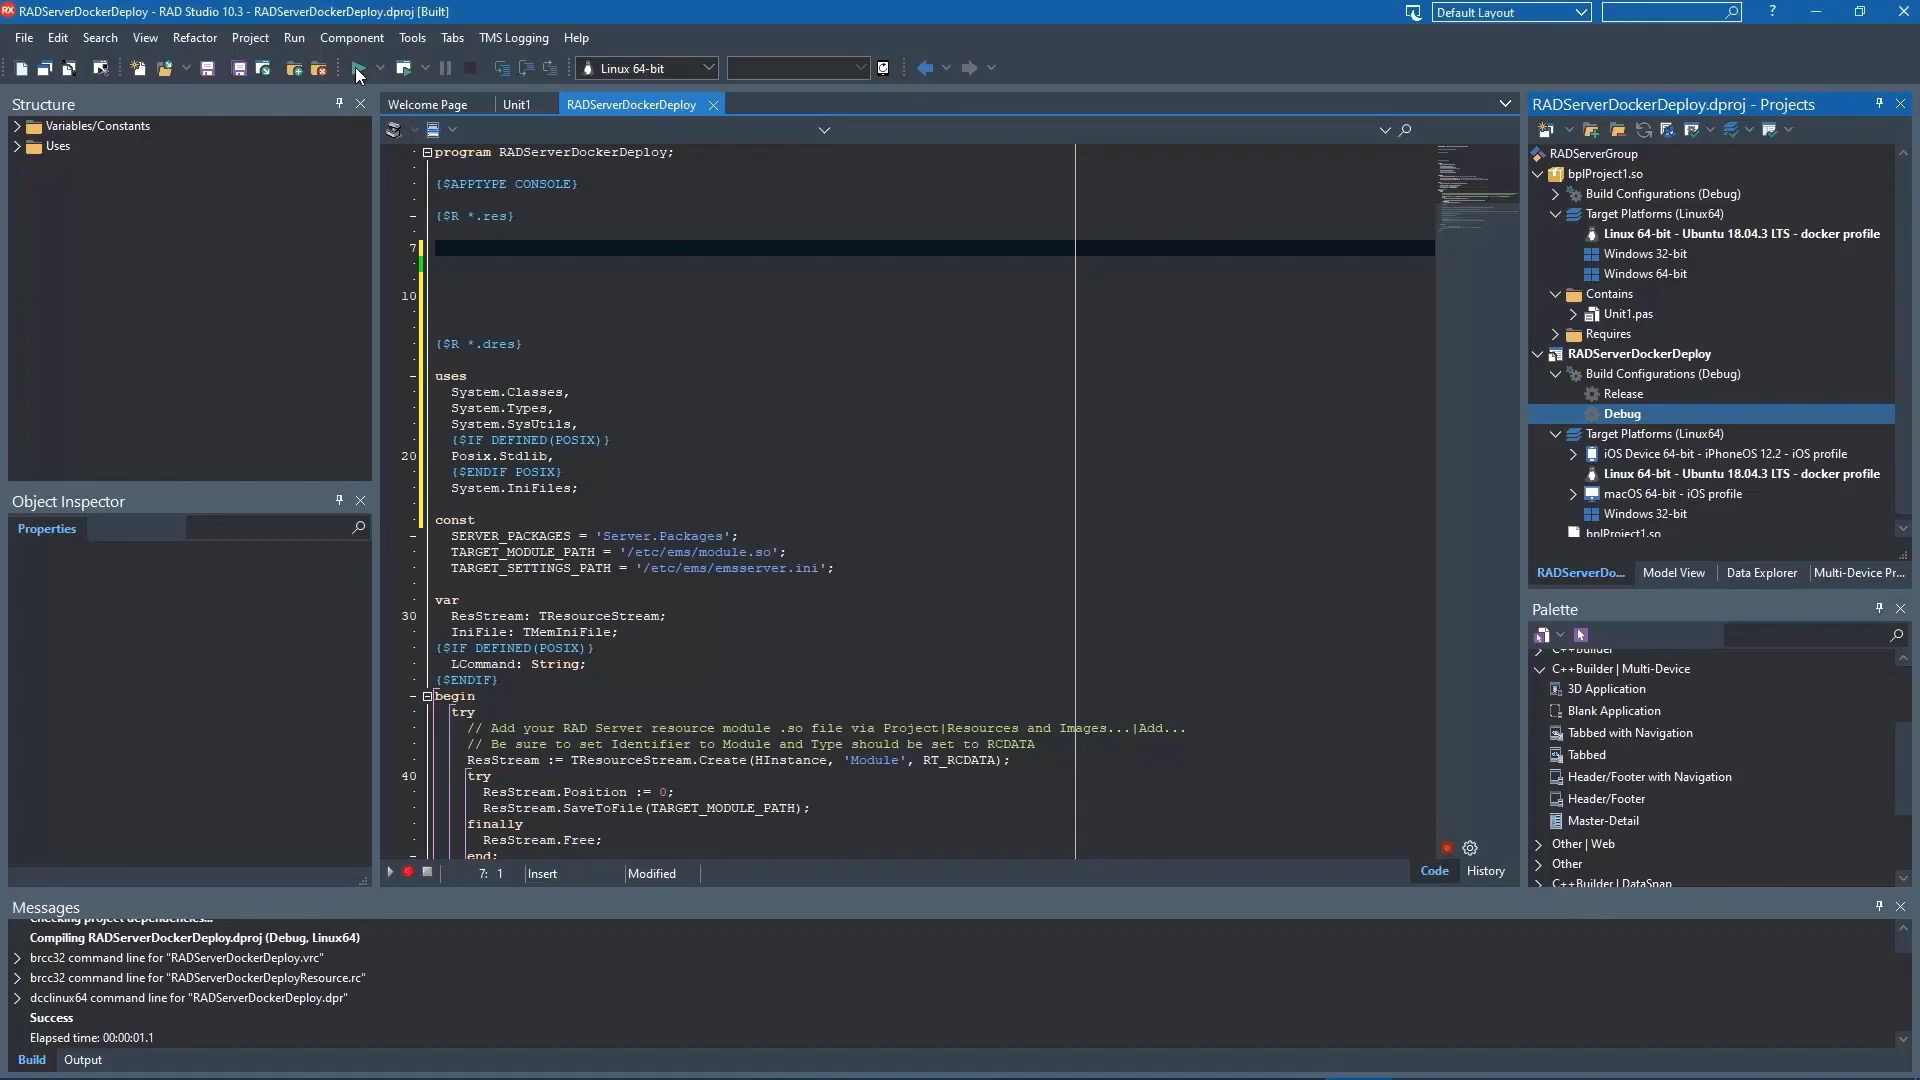 RADServerDockerDeploy - RAD Studio 10.3 - RADServerDockerDeploy.dproj [Built]
Default Layout
File Edit Search View Refactor Project Run Component Tools Tabs TMS Logging Help
Linux 64-bit
Structure
Variables/Constants
Uses
Object Inspector
Properties
Welcome Page Unit1 RADServerDockerDeploy
program RADServerDockerDeploy;
{$APPTYPE CONSOLE}
{$R *.res}
7
10
{$R *.dres}
uses
System.Classes,
System.Types,
System.SysUtils,
{$IF DEFINED(POSIX)}
20 Posix.Stdlib,
{$ENDIF POSIX}
System.IniFiles;
const
SERVER_PACKAGES = 'Server.Packages';
TARGET_MODULE_PATH = '/etc/ems/module.so';
TARGET_SETTINGS_PATH = '/etc/ems/emsserver.ini';
var
30 ResStream: TResourceStream;
IniFile: TMemIniFile;
{$IF DEFINED(POSIX)}
LCommand: String;
{$ENDIF}
begin
try
// Add your RAD Server resource module .so file via Project|Resources and Images...|Add...
// Be sure to set Identifier to Module and Type should be set to RCDATA
ResStream := TResourceStream.Create(HInstance, 'Module', RT_RCDATA);
40 try
ResStream.Position := 0;
ResStream.SaveToFile(TARGET_MODULE_PATH);
finally
ResStream.Free;
end;
7: 1 Insert Modified
Code History
RADServerDockerDeploy.dproj - Projects
RADServerGroup
bplProject1.so
Build Configurations (Debug)
Target Platforms (Linux64)
Linux 64-bit - Ubuntu 18.04.3 LTS - docker profile
Windows 32-bit
Windows 64-bit
Contains
Unit1.pas
Requires
RADServerDockerDeploy
Build Configurations (Debug)
Release
Debug
Target Platforms (Linux64)
iOS Device 64-bit - iPhoneOS 12.2 - iOS profile
Linux 64-bit - Ubuntu 18.04.3 LTS - docker profile
macOS 64-bit - iOS profile
Windows 32-bit
bplProject1.so
RADServerDo... Model View Data Explorer Multi-Device Pr...
Palette
C++Builder
C++Builder | Multi-Device
3D Application
Blank Application
Tabbed with Navigation
Tabbed
Header/Footer with Navigation
Header/Footer
Master-Detail
Other | Web
Other
C++Builder | DataSnap
Messages
Checking project dependencies...
Compiling RADServerDockerDeploy.dproj (Debug, Linux64)
brcc32 command line for "RADServerDockerDeploy.vrc"
brcc32 command line for "RADServerDockerDeployResource.rc"
dcclinux64 command line for "RADServerDockerDeploy.dpr"
Success
Elapsed time: 00:00:01.1
Build Output